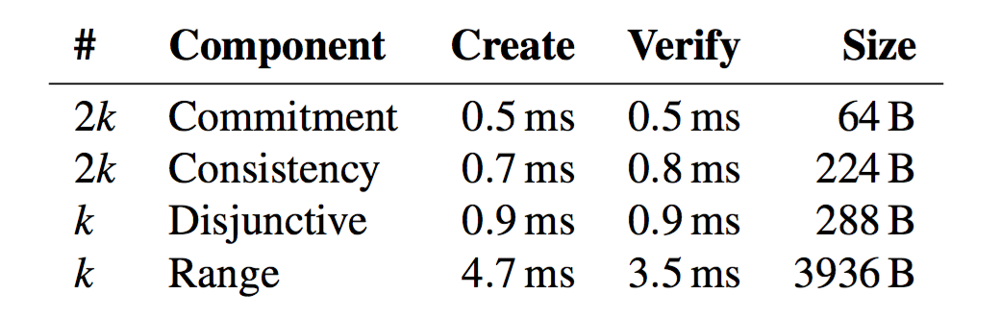 # Component Create Verify Size
2k Commitment 0.5 ms 0.5 ms 64 B
2k Consistency 0.7 ms 0.8 ms 224 B
k Disjunctive 0.9 ms 0.9 ms 288 B
k Range 4.7 ms 3.5 ms 3936 B